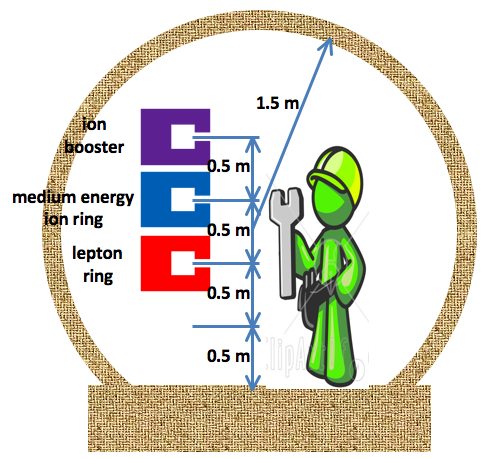 1.5 m
ion
booster
0.5 m
medium energy
ion ring
0.5 m
lepton
ring
0.5 m
0.5 m